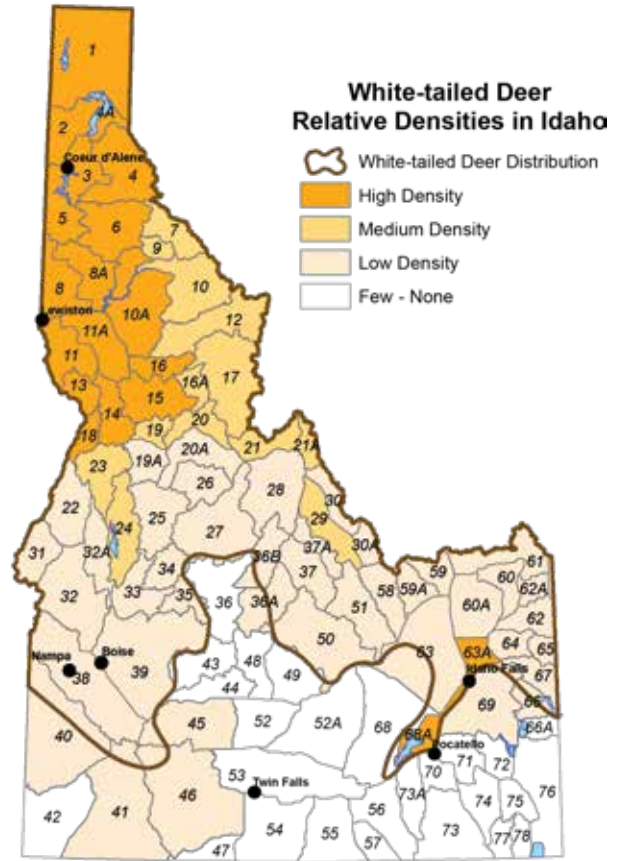 White-tailed Deer
Relative Densities in Idaho
White-tailed Deer Distribution
High Density
Medium Density
Low Density
Few - None
1
2
4A
Coeur d'Alene
3
4
5
6
7
9
8A
8
10
10A
12
ewiston
11A
11
16
17
13
16A
15
14
18
19
20
21
21A
23
19A
20A
28
26
30
22
24
25
29
27
31
32A
30A
36B
37A
37
61
59
60
34
58
59A
62A
33
35
36
36A
60A
32
51
62
50
64
63A
65
63
Boise
Nampa
39
38
43
48
49
Idaho Falls
67
44
69
66
40
45
52
52A
68
68A
66A
ocatello
53
70
71
72
Twin Falls
42
41
46
76
73A
56
74
75
54
55
73
47
57
77
78